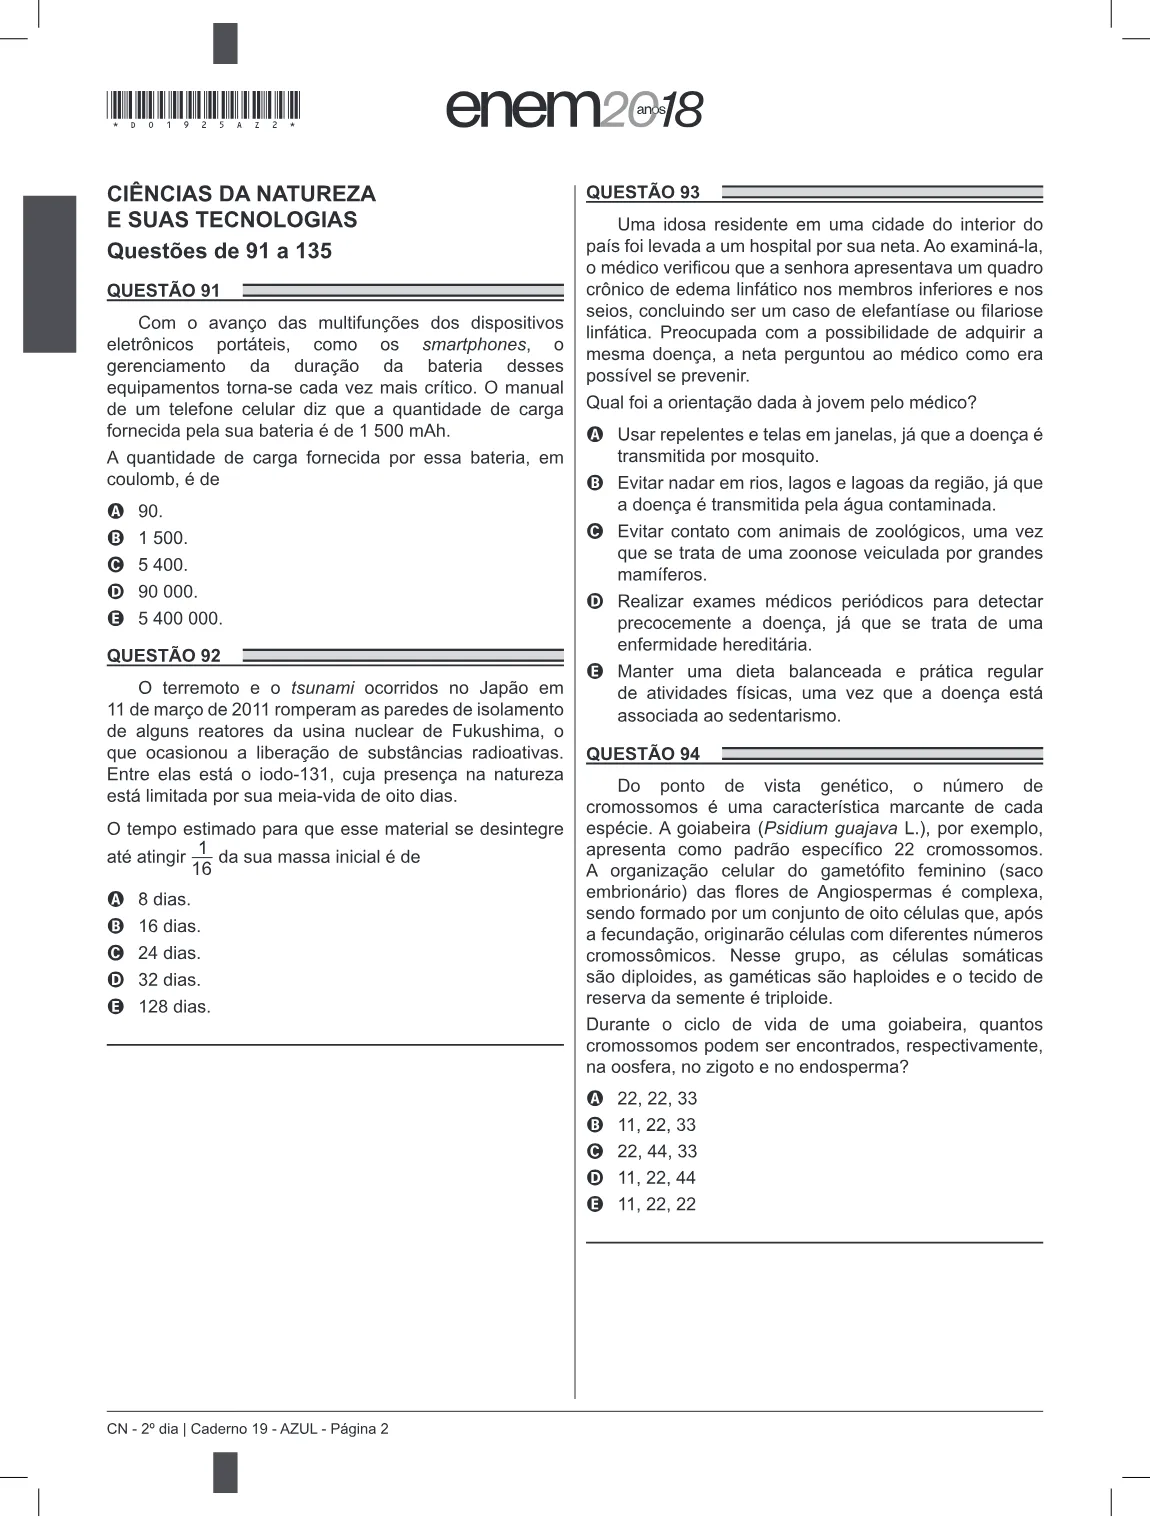 *D01925AZ2*
enem20anos18
CIÊNCIAS DA NATUREZA
E SUAS TECNOLOGIAS
Questões de 91 a 135
QUESTÃO 91
Com o avanço das multifunções dos dispositivos
eletrônicos portáteis, como os smartphones, o
gerenciamento da duração da bateria desses
equipamentos torna-se cada vez mais crítico. O manual
de um telefone celular diz que a quantidade de carga
fornecida pela sua bateria é de 1 500 mAh.
A quantidade de carga fornecida por essa bateria, em
coulomb, é de
A 90.
B 1 500.
C 5 400.
D 90 000.
E 5 400 000.
QUESTÃO 92
O terremoto e o tsunami ocorridos no Japão em
11 de março de 2011 romperam as paredes de isolamento
de alguns reatores da usina nuclear de Fukushima, o
que ocasionou a liberação de substâncias radioativas.
Entre elas está o iodo-131, cuja presença na natureza
está limitada por sua meia-vida de oito dias.
O tempo estimado para que esse material se desintegre
até atingir 1/16 da sua massa inicial é de
A 8 dias.
B 16 dias.
C 24 dias.
D 32 dias.
E 128 dias.
QUESTÃO 93
Uma idosa residente em uma cidade do interior do
país foi levada a um hospital por sua neta. Ao examiná-la,
o médico verificou que a senhora apresentava um quadro
crônico de edema linfático nos membros inferiores e nos
seios, concluindo ser um caso de elefantíase ou filariose
linfática. Preocupada com a possibilidade de adquirir a
mesma doença, a neta perguntou ao médico como era
possível se prevenir.
Qual foi a orientação dada à jovem pelo médico?
A Usar repelentes e telas em janelas, já que a doença é
transmitida por mosquito.
B Evitar nadar em rios, lagos e lagoas da região, já que
a doença é transmitida pela água contaminada.
C Evitar contato com animais de zoológicos, uma vez
que se trata de uma zoonose veiculada por grandes
mamíferos.
D Realizar exames médicos periódicos para detectar
precocemente a doença, já que se trata de uma
enfermidade hereditária.
E Manter uma dieta balanceada e prática regular
de atividades físicas, uma vez que a doença está
associada ao sedentarismo.
QUESTÃO 94
Do ponto de vista genético, o número de
cromossomos é uma característica marcante de cada
espécie. A goiabeira (Psidium guajava L.), por exemplo,
apresenta como padrão específico 22 cromossomos.
A organização celular do gametófito feminino (saco
embrionário) das flores de Angiospermas é complexa,
sendo formado por um conjunto de oito células que, após
a fecundação, originarão células com diferentes números
cromossômicos. Nesse grupo, as células somáticas
são diploides, as gaméticas são haploides e o tecido de
reserva da semente é triploide.
Durante o ciclo de vida de uma goiabeira, quantos
cromossomos podem ser encontrados, respectivamente,
na oosfera, no zigoto e no endosperma?
A 22, 22, 33
B 11, 22, 33
C 22, 44, 33
D 11, 22, 44
E 11, 22, 22
CN - 2º dia | Caderno 19 - AZUL - Página 2